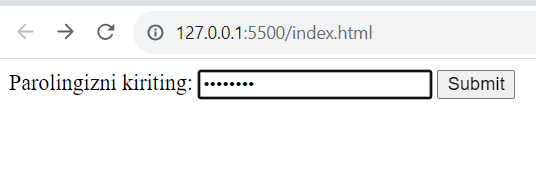 127.0.0.1:5500/index.html
Parolingizni kiriting: •••••••• Submit